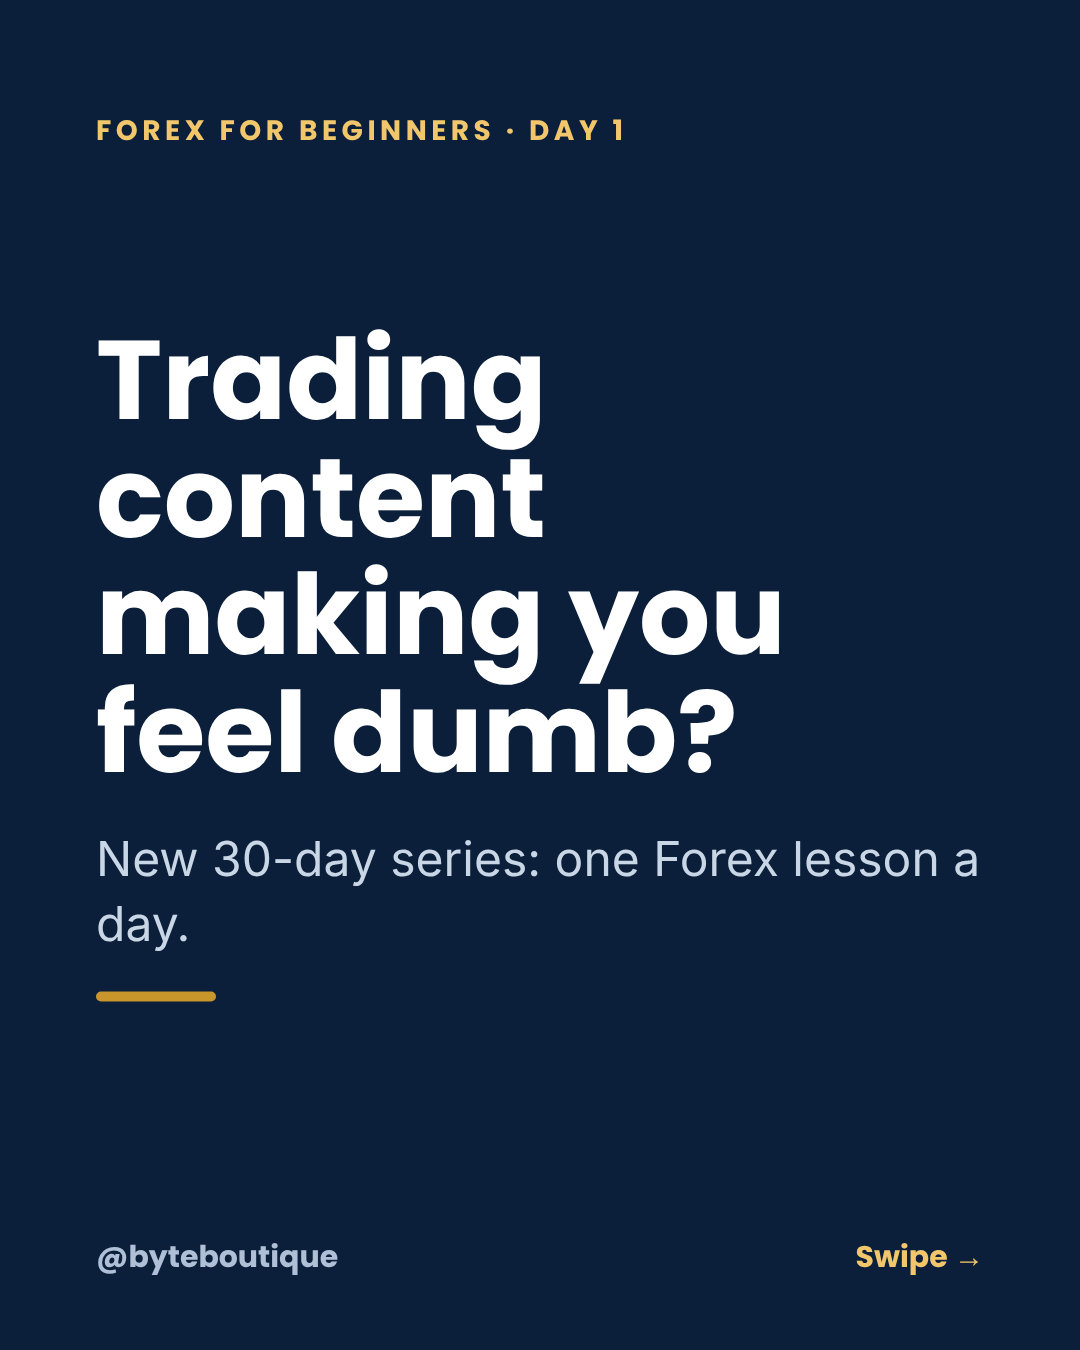 FOREX FOR BEGINNERS · DAY 1
Trading
content
making you
feel dumb?
New 30-day series: one Forex lesson a
day.
@byteboutique
Swipe →